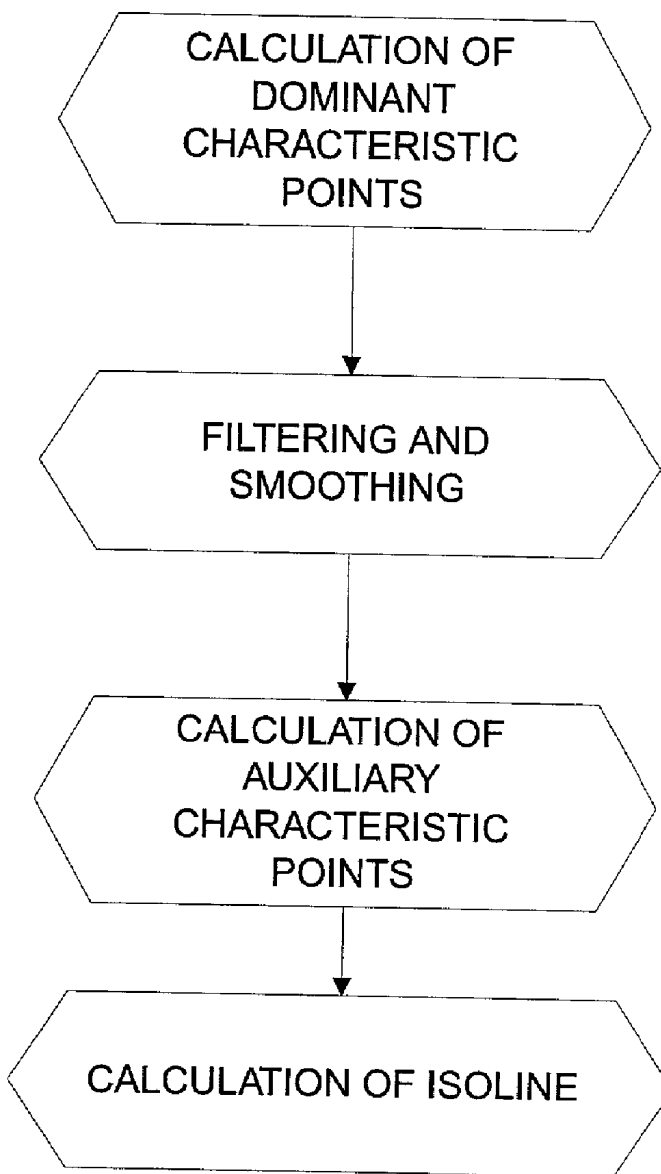 CALCULATION OF
DOMINANT
CHARACTERISTIC
POINTS
FILTERING AND
SMOOTHING
CALCULATION OF
AUXILIARY
CHARACTERISTIC
POINTS
CALCULATION OF ISOLINE